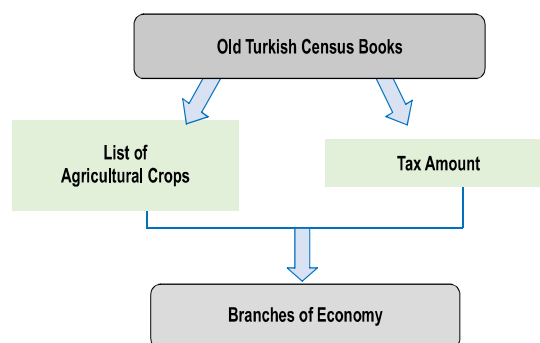 Old Turkish Census Books
List of
Agricultural Crops
Tax Amount
Branches of Economy